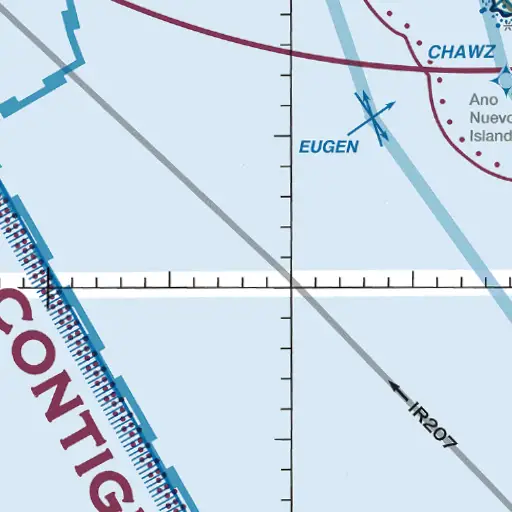 CHAWZ
Ano
Nuevo
Island
EUGEN
CONTIG
IR207